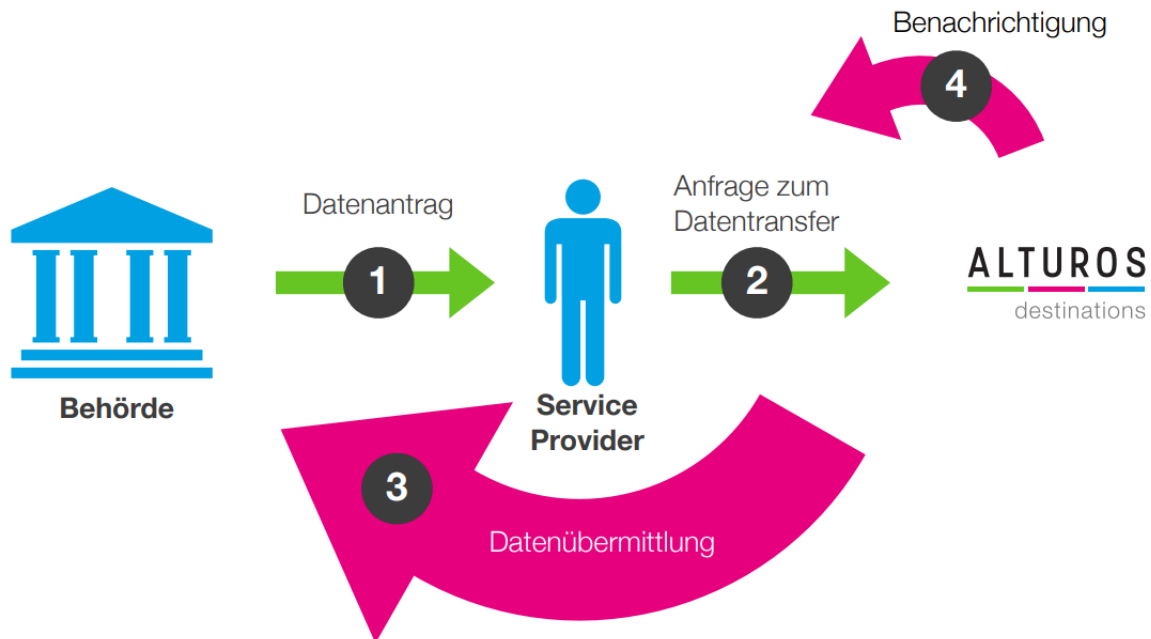 Benachrichtigung
4
Datenantrag
Anfrage zum
Datentransfer
1
2
ALTUROS
destinations
Behörde
Service
Provider
3
Datenübermittlung